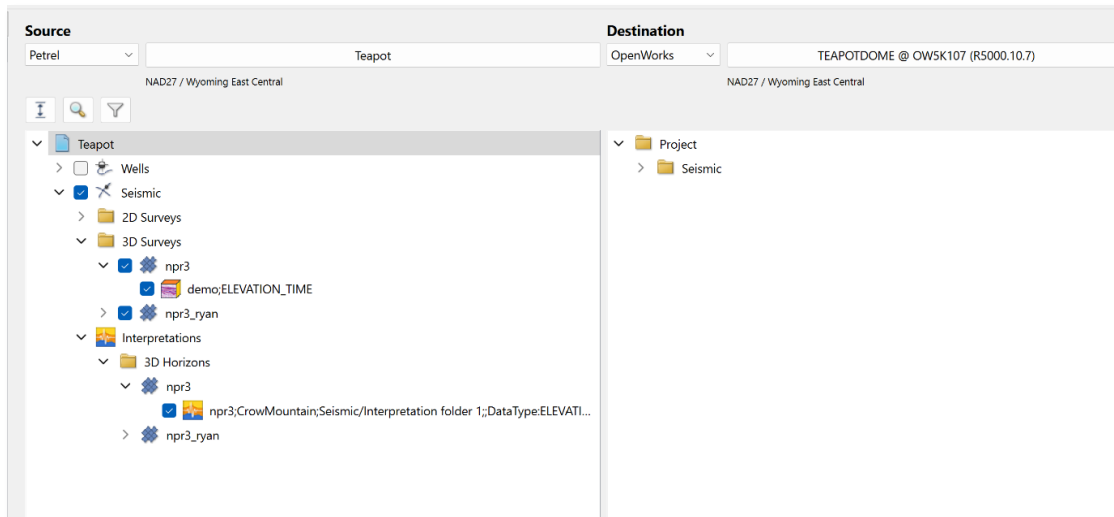 Source
Destination
Petrel
Teapot
OpenWorks
TEAPOTDOME @ OW5K107 (R5000.10.7)
NAD27 / Wyoming East Central
NAD27 / Wyoming East Central
Teapot
Project
Wells
Seismic
Seismic
2D Surveys
3D Surveys
npr3
demo;ELEVATION_TIME
npr3_ryan
Interpretations
3D Horizons
npr3
npr3;CrowMountain;Seismic/Interpretation folder 1;;DataType:ELEVATI...
npr3_ryan